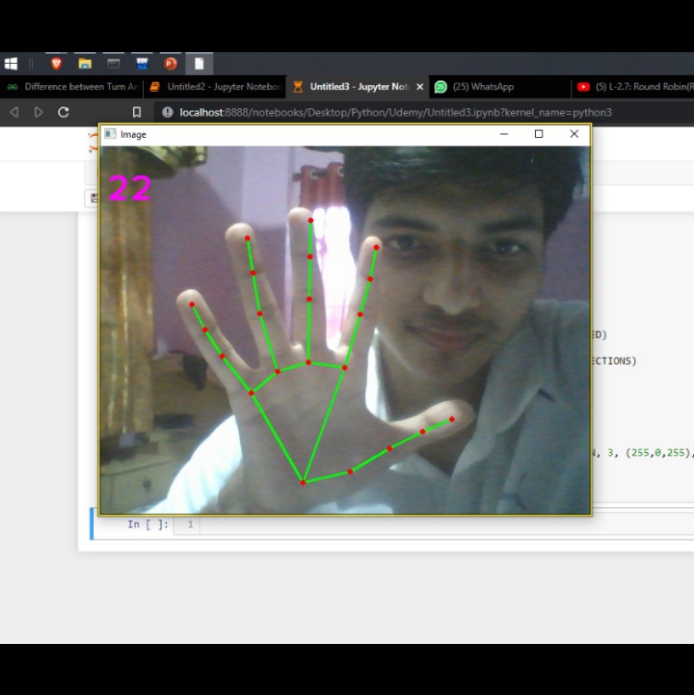 Difference between Turn Ar
Untitled2 - Jupyter Noteboo
Untitled3 - Jupyter Not
(25) WhatsApp
(5) L-2.7: Round Robin(R
localhost:8888/notebooks/Desktop/Python/Udemy/Untitled3.ipynb?kernel_name=python3
Image
22
ED)
ECTIONS)
N, 3, (255,0,255),
In [ ]: 1